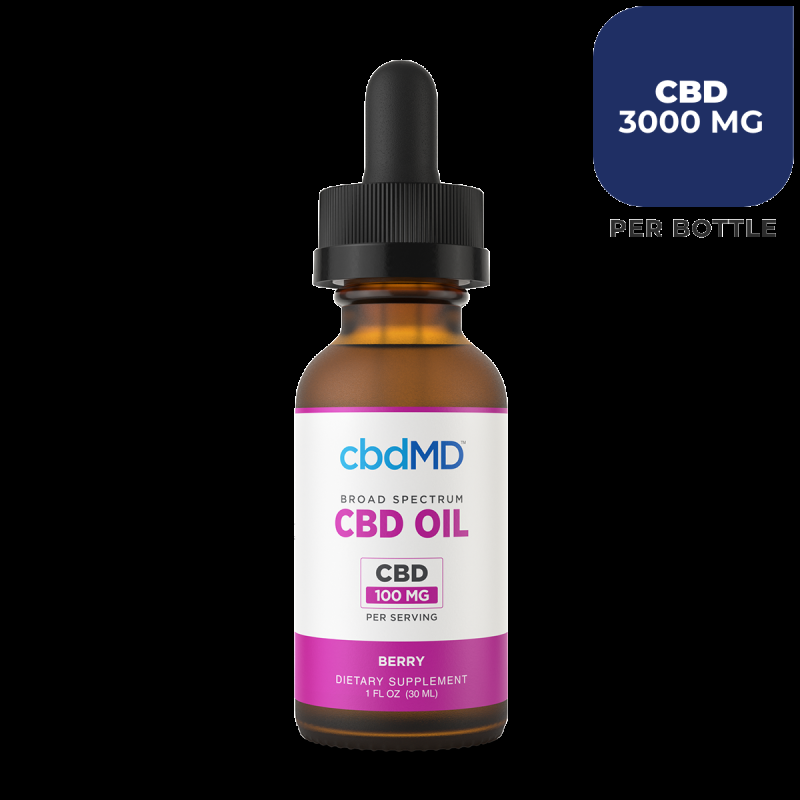 CBD
3000 MG
PER BOTTLE
cbdMD™
BROAD SPECTRUM
CBD OIL
CBD
100 MG
PER SERVING
BERRY
DIETARY SUPPLEMENT
1 FL OZ (30 ML)